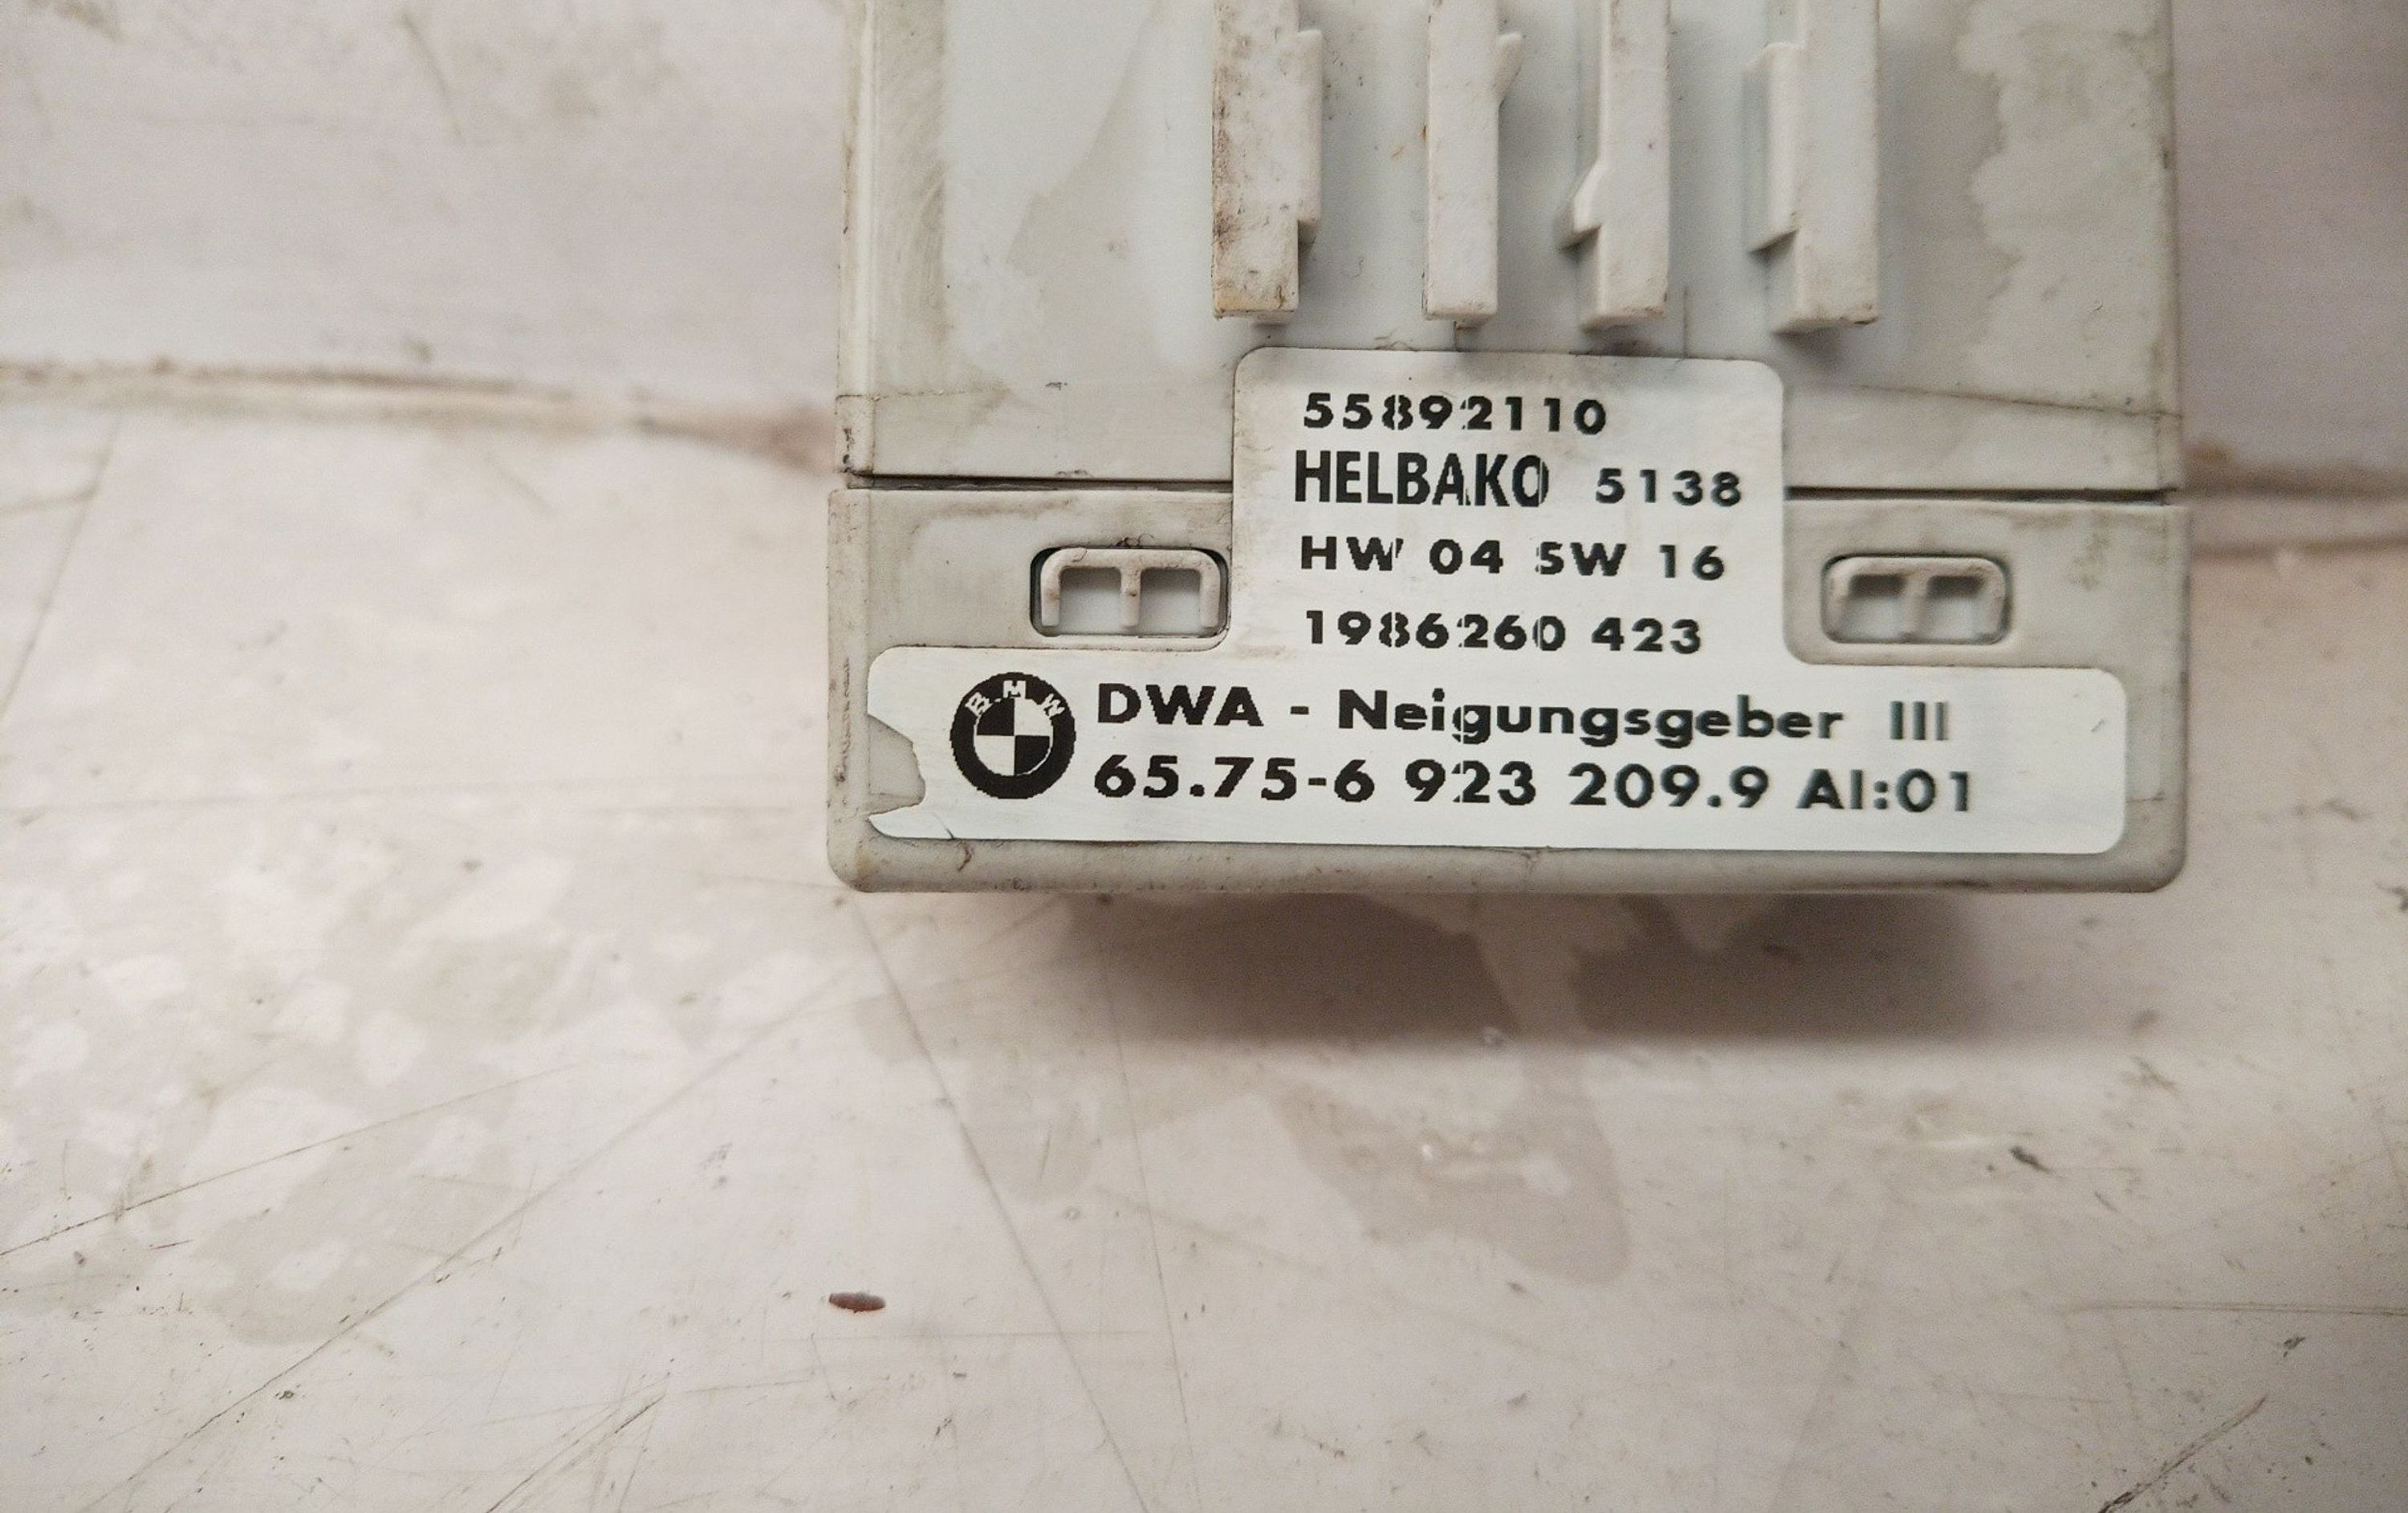 55892110
HELBAKO 5138
HW 04 SW 16
1986260 423
BMW
DWA - Neigungsgeber III
65.75-6 923 209.9 AI:01